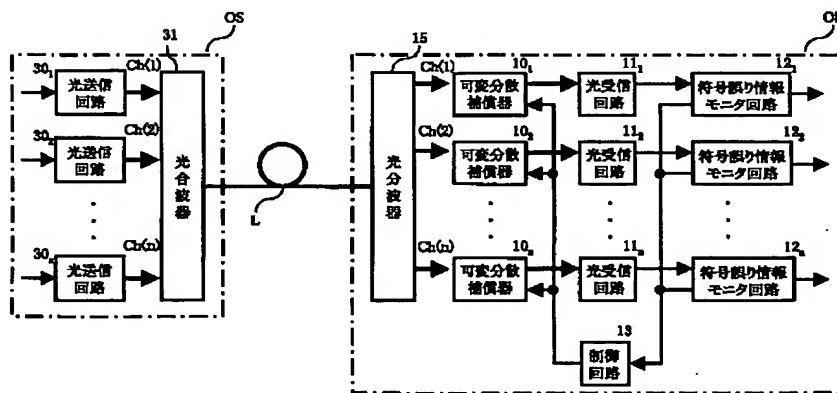 OS
31
30₁
光送信
回路
Ch(1)
30₂
光送信
回路
Ch(2)
30ₙ
光送信
回路
Ch(n)
光合波器
L
15
光分波器
Ch(1)
10₁
可変分散
補償器
11₁
光受信
回路
12₁
符号誤り情報
モニタ回路
Ch(2)
10₂
可変分散
補償器
11₂
光受信
回路
12₂
符号誤り情報
モニタ回路
Ch(n)
10ₙ
可変分散
補償器
11ₙ
光受信
回路
12ₙ
符号誤り情報
モニタ回路
13
制御
回路